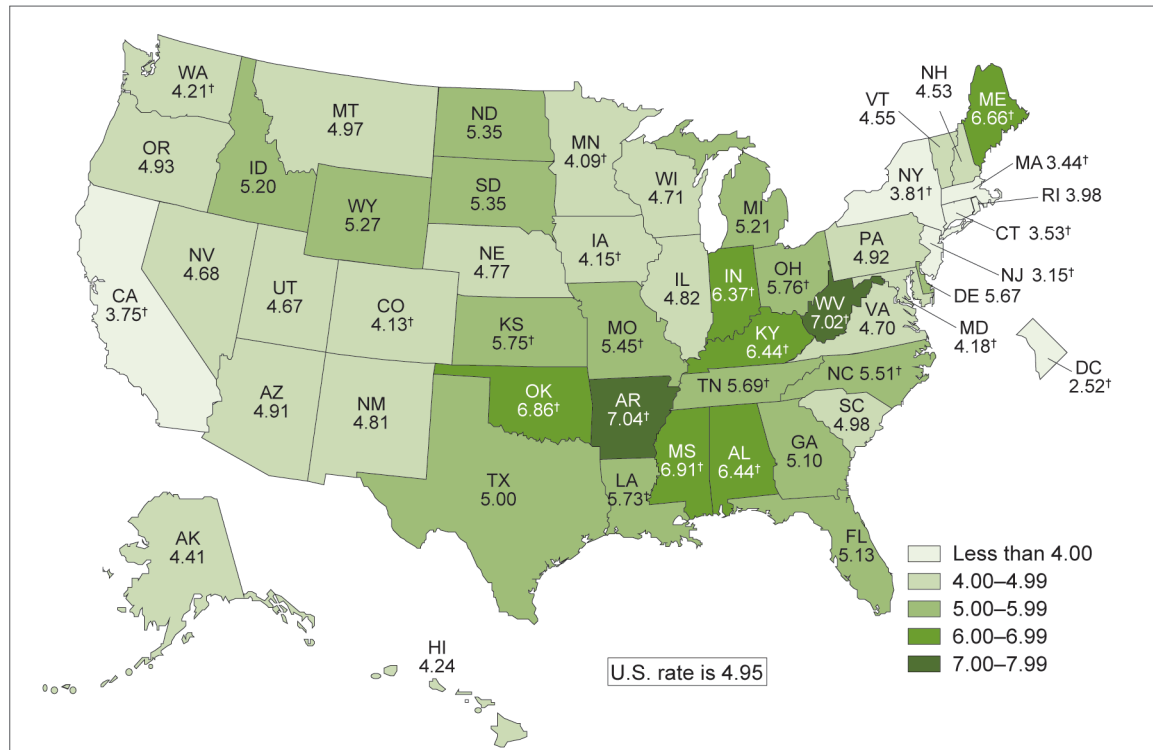 WA
4.21†
MT
4.97
ND
5.35
MN
4.09†
OR
4.93
ID
5.20
WY
5.27
SD
5.35
WI
4.71
MI
5.21
VT
4.55
NH
4.53
ME
6.66†
NY
3.81†
MA 3.44†
RI 3.98
CT 3.53†
NJ 3.15†
DE 5.67
MD
4.18†
DC
2.52†
CA
3.75†
NV
4.68
UT
4.67
CO
4.13†
NE
4.77
IA
4.15†
IL
4.82
IN
6.37†
OH
5.76†
PA
4.92
WV
7.02†
VA
4.70
KS
5.75†
MO
5.45†
KY
6.44†
TN 5.69†
NC 5.51†
SC
4.98
AZ
4.91
NM
4.81
OK
6.86†
AR
7.04†
MS
6.91†
AL
6.44†
GA
5.10
TX
5.00
LA
5.73†
FL
5.13
AK
4.41
HI
4.24
U.S. rate is 4.95
Less than 4.00
4.00–4.99
5.00–5.99
6.00–6.99
7.00–7.99